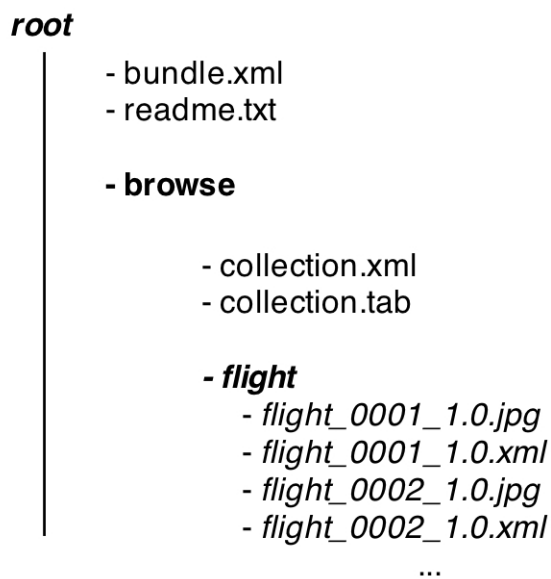 root
- bundle.xml
- readme.txt
- browse
- collection.xml
- collection.tab
- flight
- flight_0001_1.0.jpg
- flight_0001_1.0.xml
- flight_0002_1.0.jpg
- flight_0002_1.0.xml
...